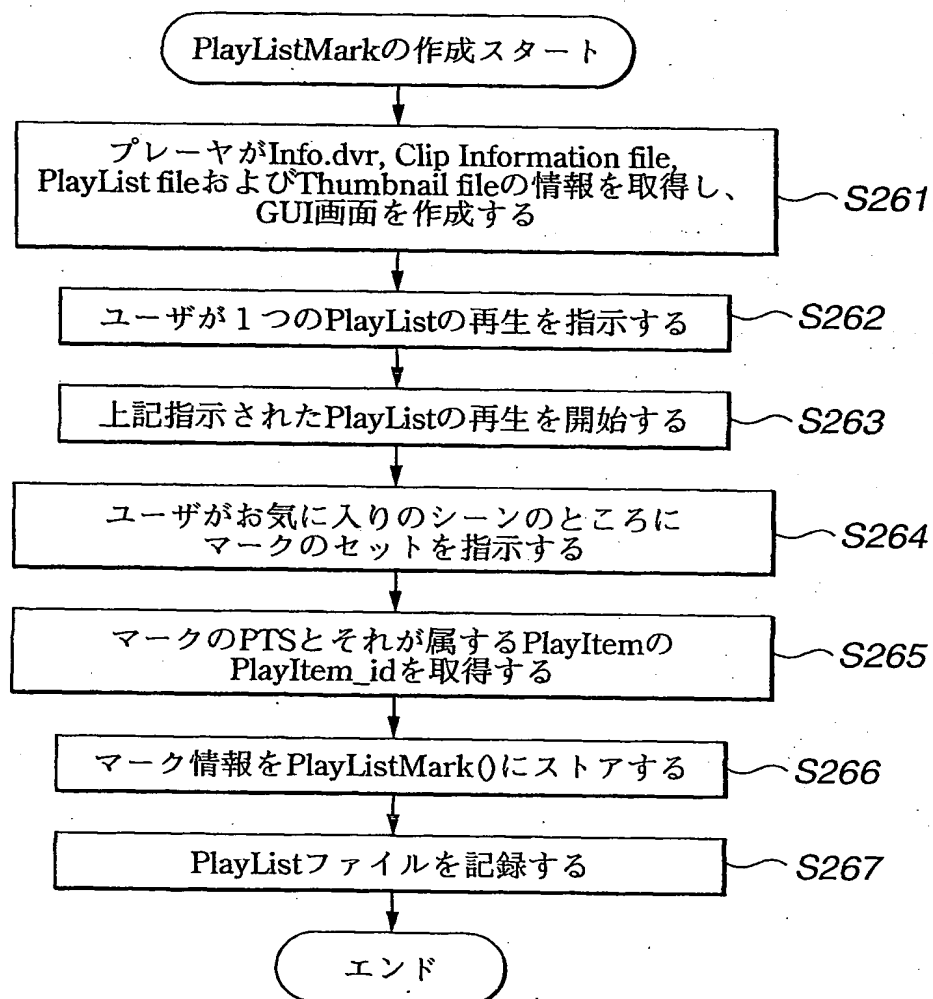 PlayListMarkの作成スタート
プレーヤがInfo.dvr, Clip Information file,
PlayList fileおよびThumbnail fileの情報を取得し、
GUI画面を作成する
S261
ユーザが１つのPlayListの再生を指示する
S262
上記指示されたPlayListの再生を開始する
S263
ユーザがお気に入りのシーンのところに
マークのセットを指示する
S264
マークのPTSとそれが属するPlayItemの
PlayItem_idを取得する
S265
マーク情報をPlayListMark()にストアする
S266
PlayListファイルを記録する
S267
エンド